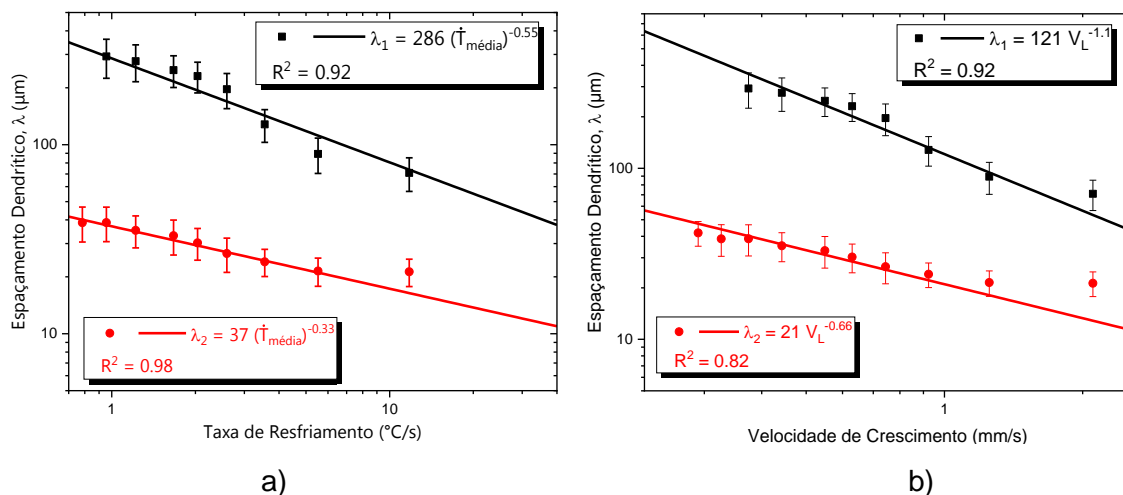 Espaçamento Dendrítico, λ (µm)
100
10
λ₁ = 286 (Ṫmédia)^-0.55
R² = 0.92
λ₂ = 37 (Ṫmédia)^-0.33
R² = 0.98
1
10
Taxa de Resfriamento (°C/s)
a)
Espaçamento Dendrítico, λ (µm)
100
10
λ₁ = 121 V_L^-1.1
R² = 0.92
λ₂ = 21 V_L^-0.66
R² = 0.82
1
Velocidade de Crescimento (mm/s)
b)